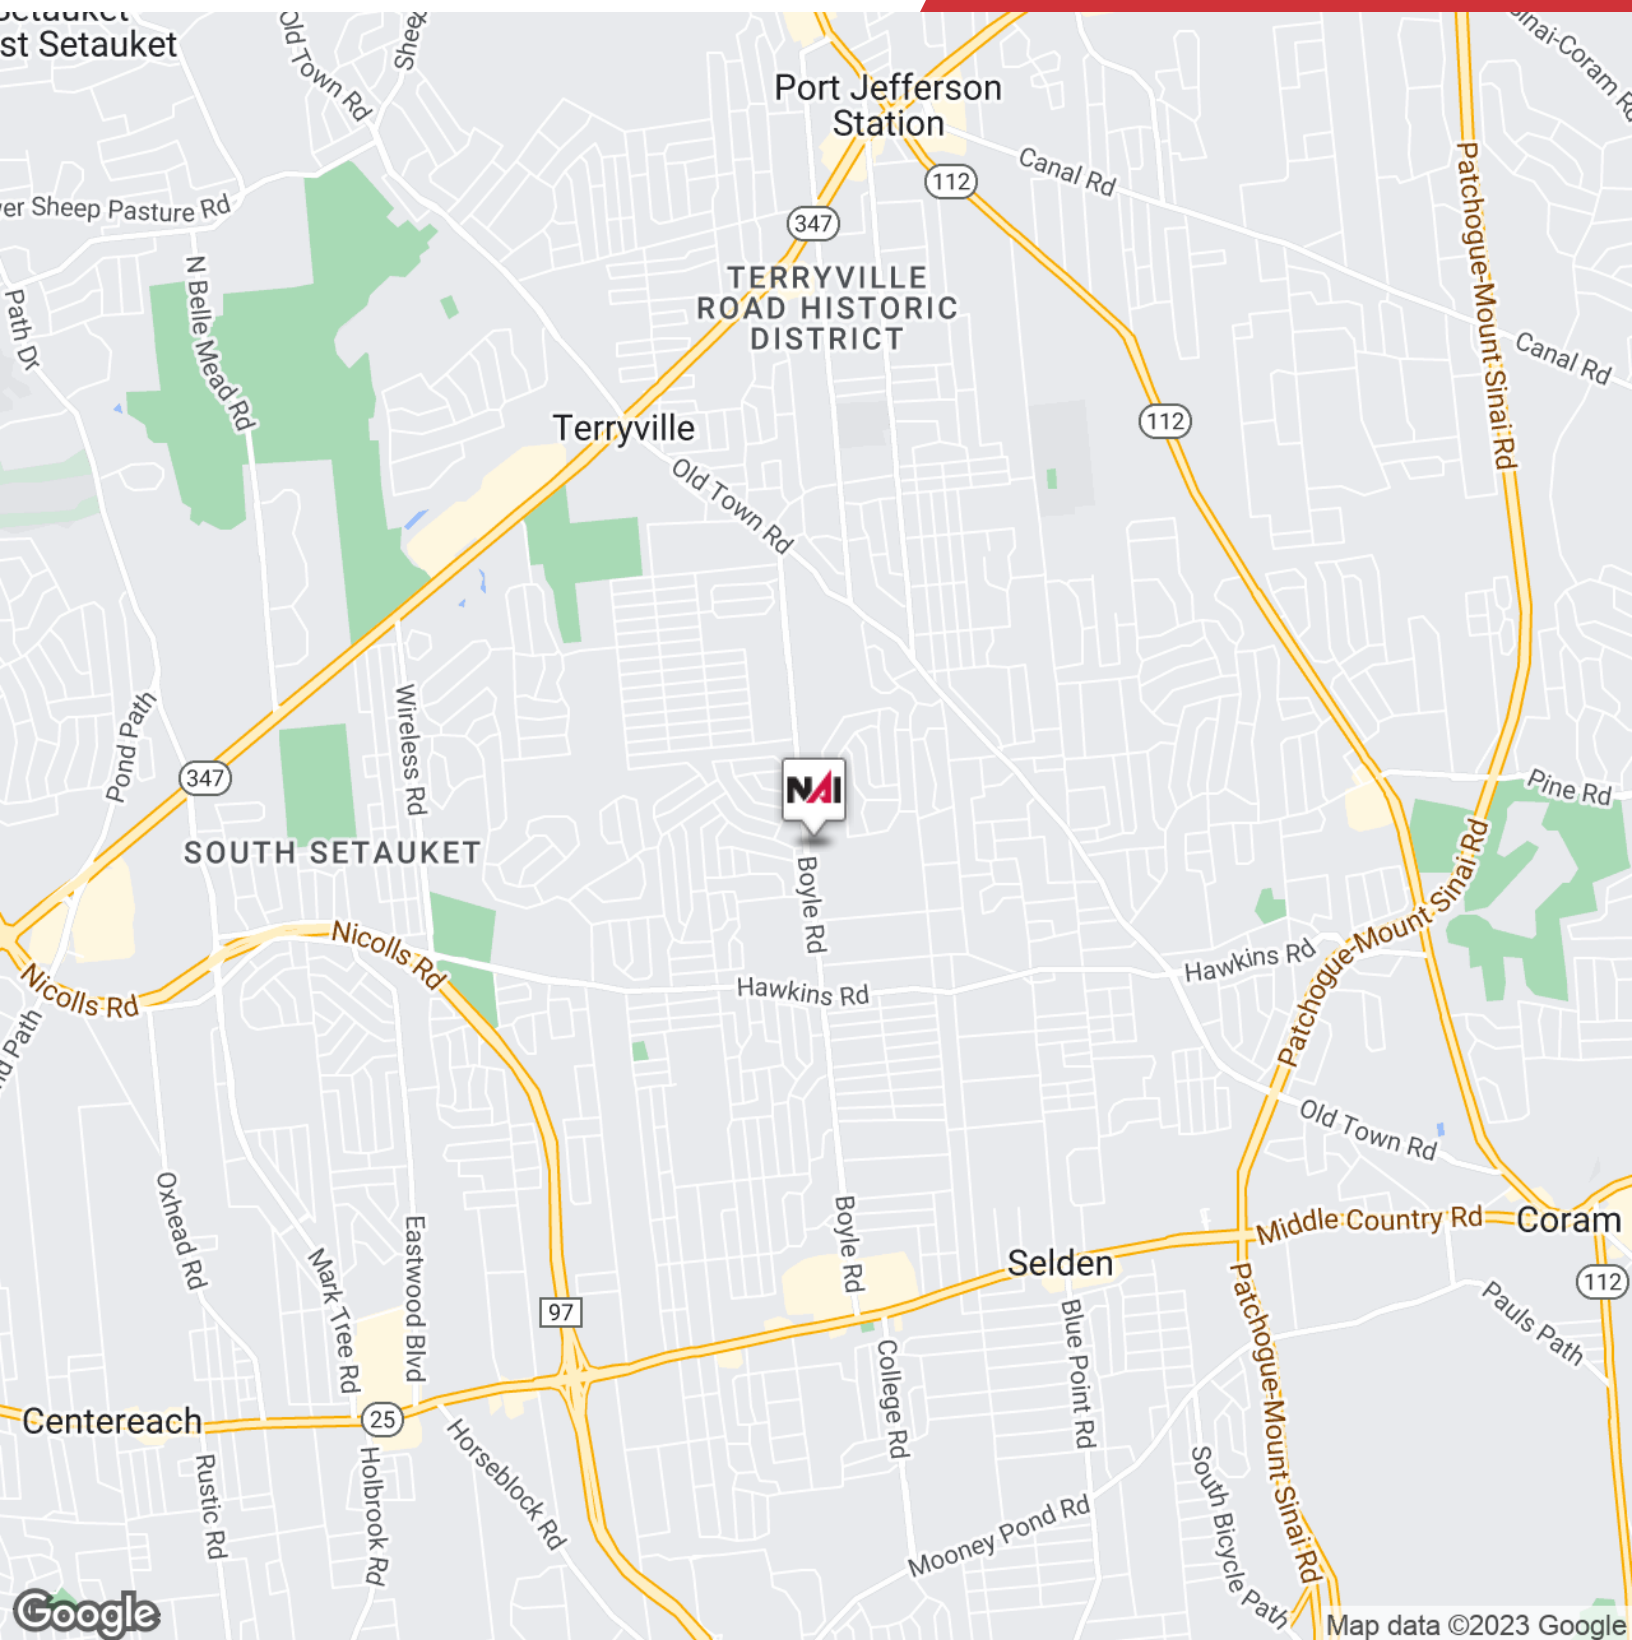 st Setauket
Old Town Rd
Port Jefferson
Station
Canal Rd
112
347
er Sheep Pasture Rd
N Belle Mead Rd
Path Dr
TERRYVILLE
ROAD HISTORIC
DISTRICT
Patchogue-Mount Sinai Rd
Canal Rd
112
Terryville
Old Town Rd
Pond Path
Wireless Rd
347
NAI
Pine Rd
SOUTH SETAUKET
Boyle Rd
Patchogue-Mount Sinai Rd
Nicolls Rd
Nicolls Rd
Hawkins Rd
Hawkins Rd
Old Town Rd
Oxhead Rd
Mark Tree Rd
Eastwood Blvd
Boyle Rd
Middle Country Rd
Coram
Selden
97
112
Pauls Path
Blue Point Rd
Patchogue-Mount Sinai Rd
College Rd
Centereach
25
Rustic Rd
Holbrook Rd
Horseblock Rd
Mooney Pond Rd
South Bicycle Path
Google
Map data ©2023 Google